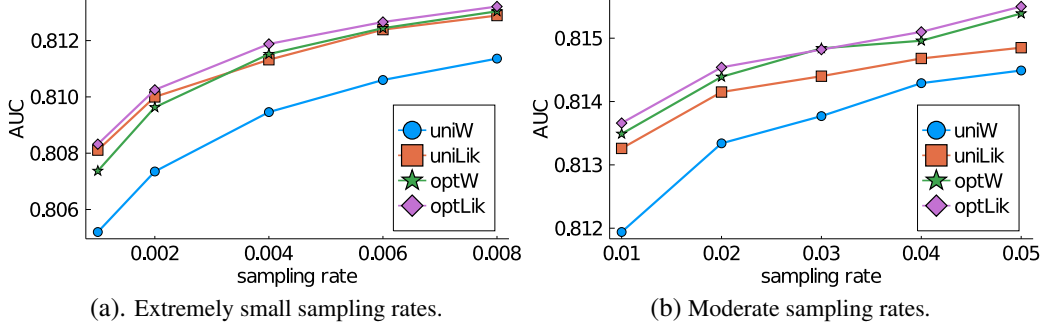 0.812
0.810
0.808
0.806
AUC
0.002
0.004
0.006
0.008
sampling rate
uniW
uniLik
optW
optLik
(a). Extremely small sampling rates.
0.815
0.814
0.813
0.812
AUC
0.01
0.02
0.03
0.04
0.05
sampling rate
uniW
uniLik
optW
optLik
(b) Moderate sampling rates.